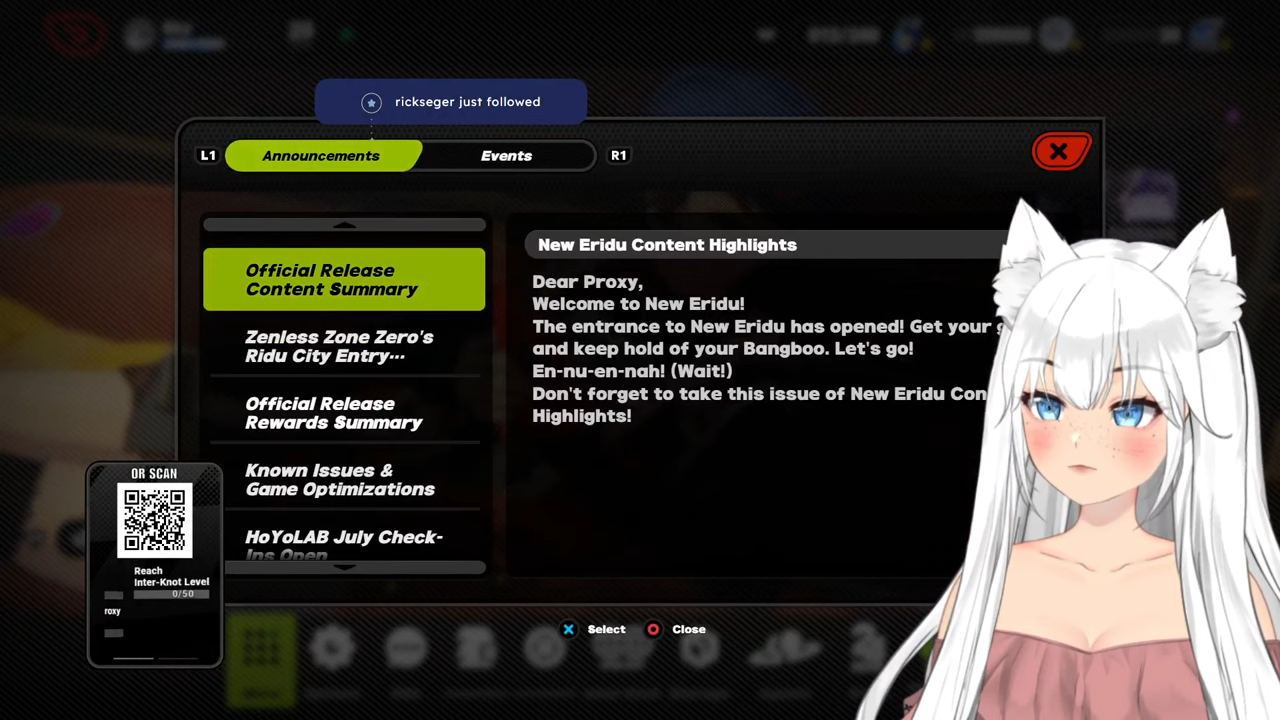 rickseger just followed
L1
Announcements
Events
R1
Official Release
Content Summary
Zenless Zone Zero's
Ridu City Entry···
Official Release
Rewards Summary
Known Issues &
Game Optimizations
HoYoLAB July Check-
Ins Open
New Eridu Content Highlights
Dear Proxy,
Welcome to New Eridu!
The entrance to New Eridu has opened! Get your
and keep hold of your Bangboo. Let's go!
En-nu-en-nah! (Wait!)
Don't forget to take this issue of New Eridu Con
Highlights!
OR SCAN
Reach
Inter-Knot Level
0/50
roxy
Select
Close